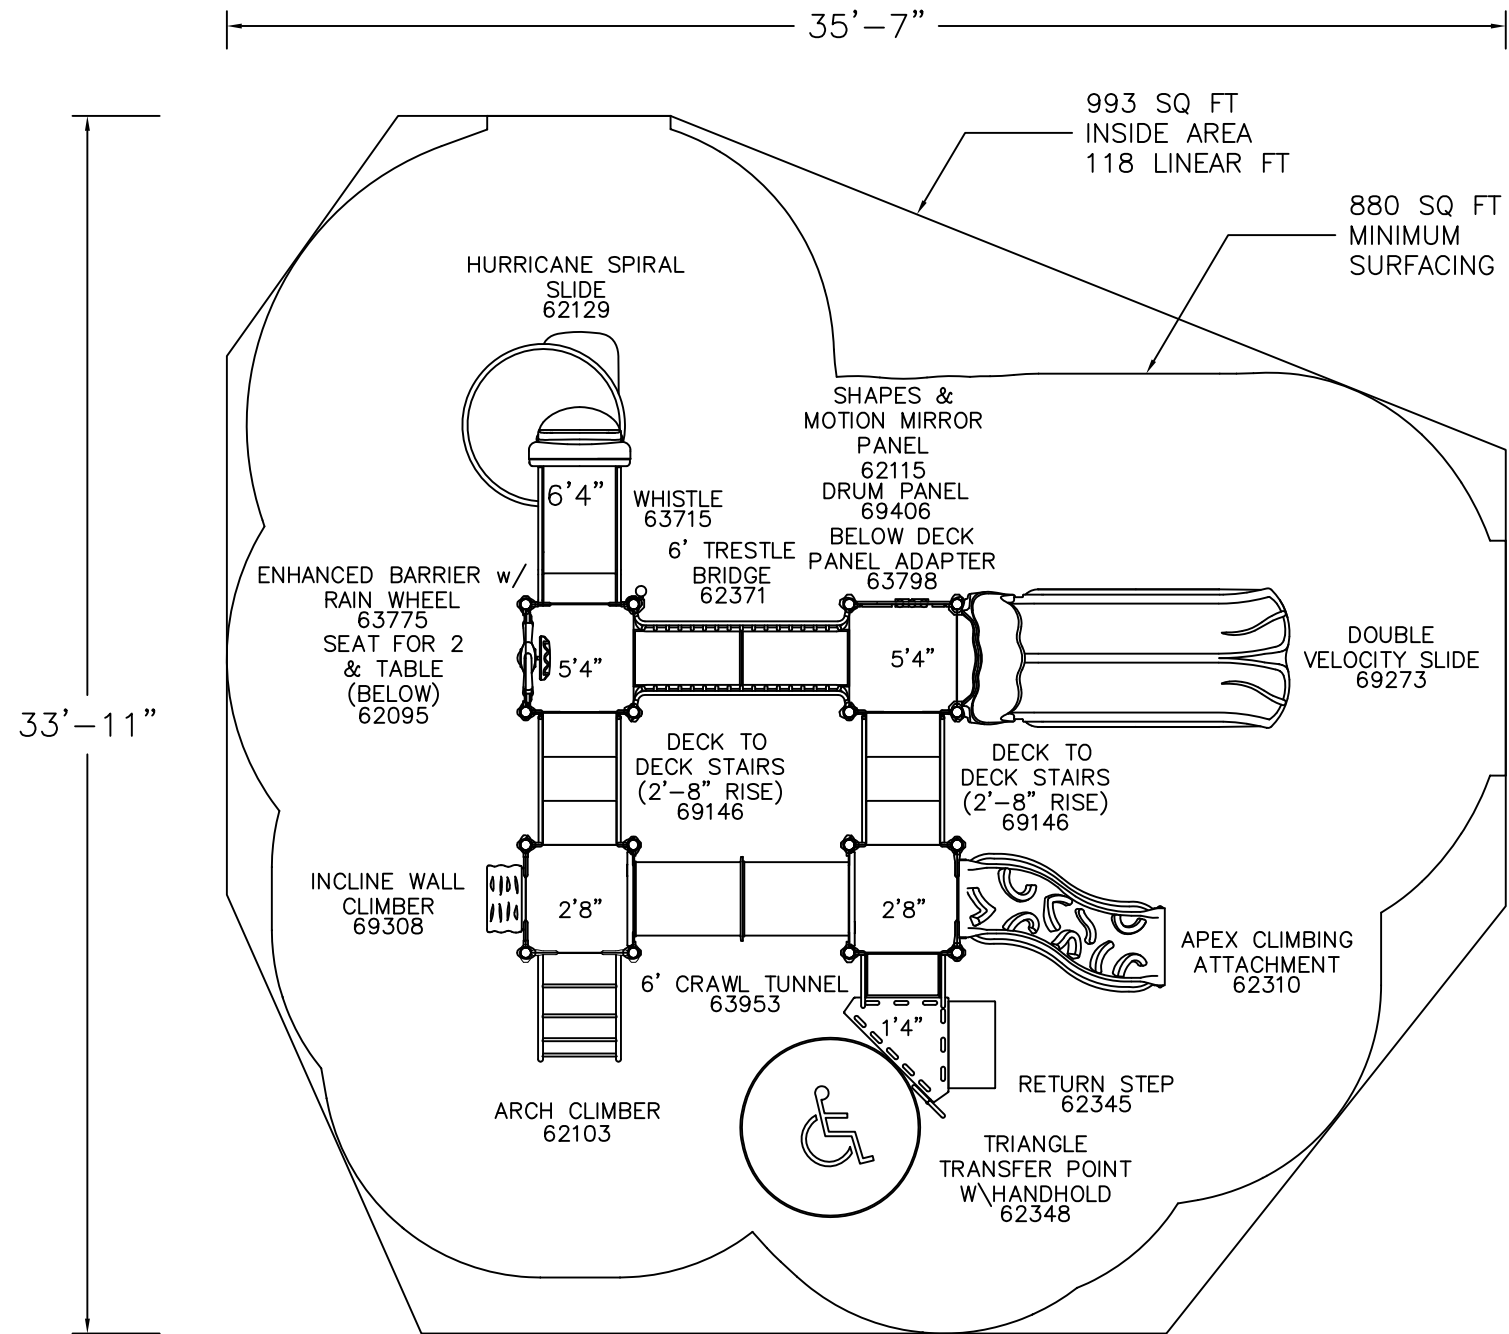 35'-7"
993 SQ FT
INSIDE AREA
118 LINEAR FT
880 SQ FT
MINIMUM
SURFACING
HURRICANE SPIRAL
SLIDE
62129
SHAPES &
MOTION MIRROR
PANEL
62115
DRUM PANEL
69406
BELOW DECK
PANEL ADAPTER
63798
6'4"
WHISTLE
63715
6' TRESTLE
BRIDGE
62371
ENHANCED BARRIER w/
RAIN WHEEL
63775
SEAT FOR 2
& TABLE
(BELOW)
62095
5'4"
5'4"
DOUBLE
VELOCITY SLIDE
69273
33'-11"
DECK TO
DECK STAIRS
(2'-8" RISE)
69146
DECK TO
DECK STAIRS
(2'-8" RISE)
69146
INCLINE WALL
CLIMBER
69308
2'8"
2'8"
APEX CLIMBING
ATTACHMENT
62310
6' CRAWL TUNNEL
63953
1'4"
RETURN STEP
62345
ARCH CLIMBER
62103
TRIANGLE
TRANSFER POINT
W\HANDHOLD
62348